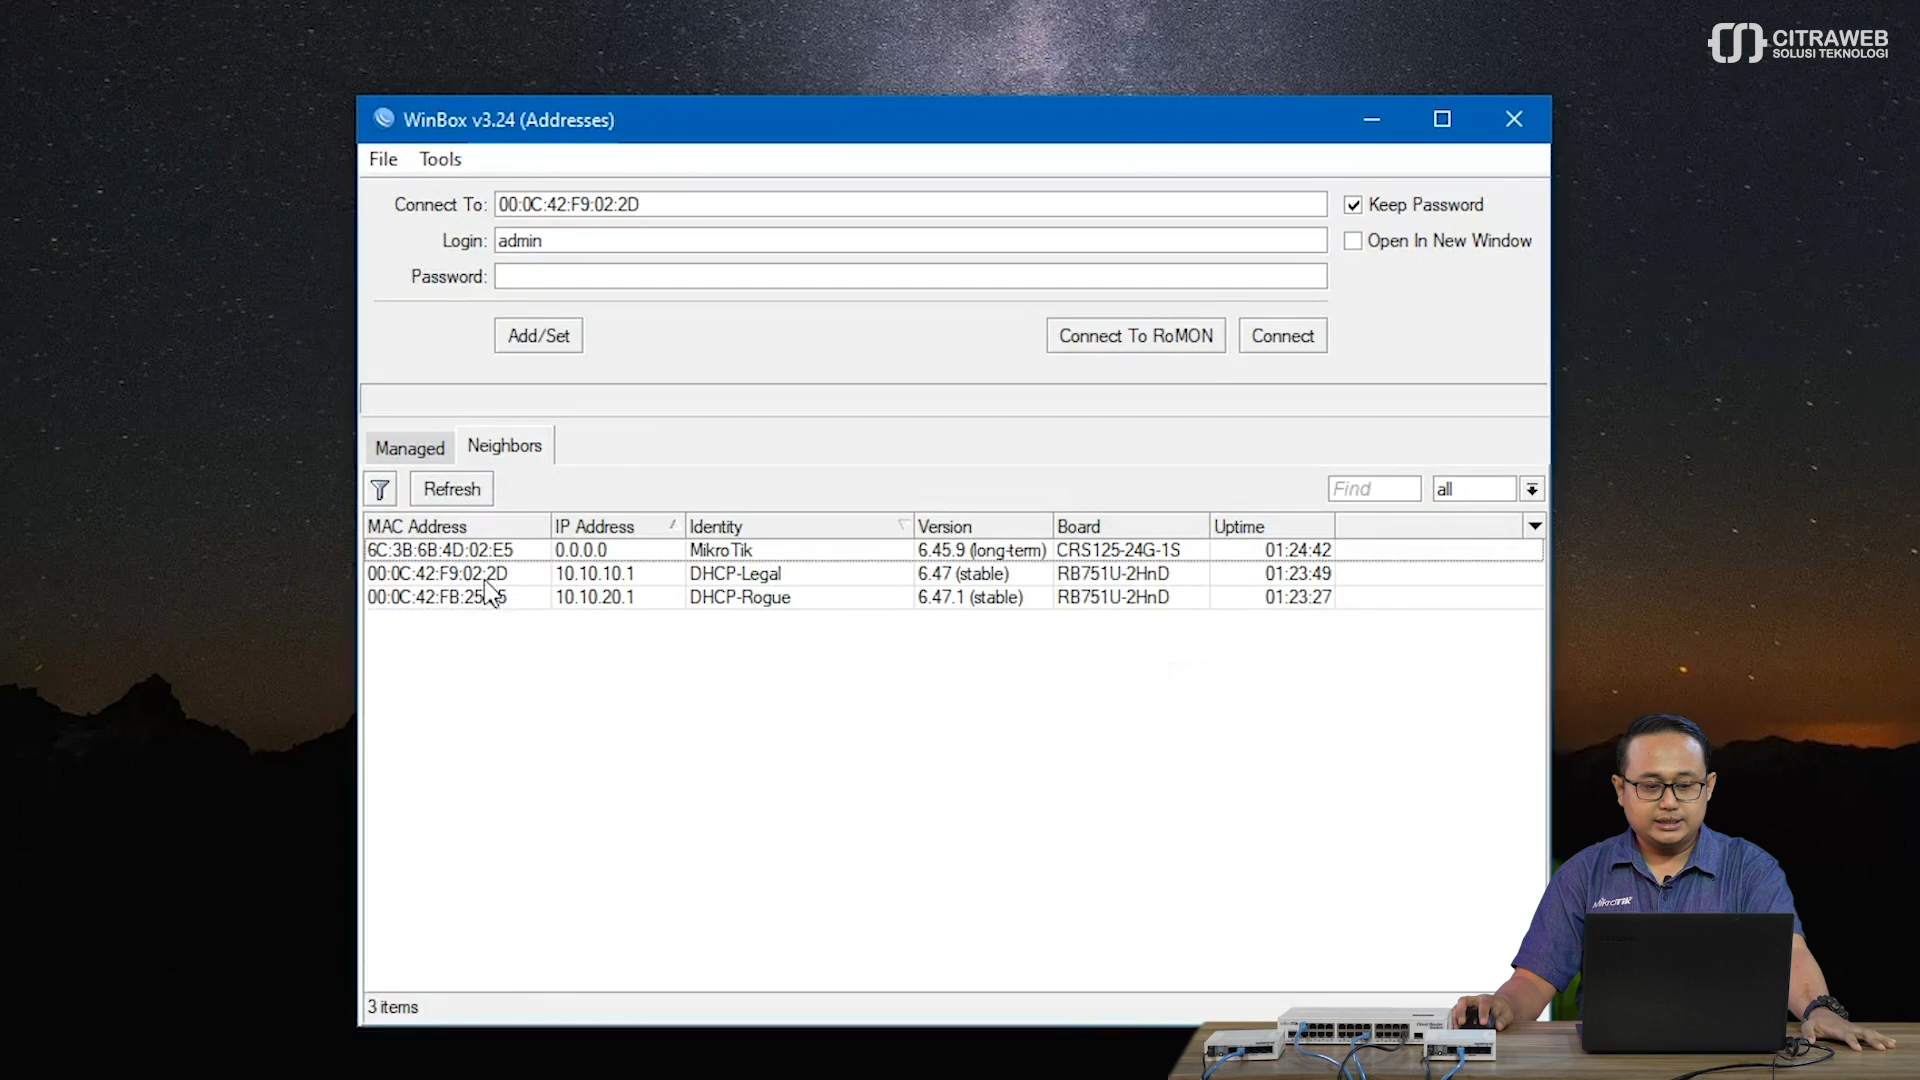 CITRAWEB
SOLUSI TEKNOLOGI
WinBox v3.24 (Addresses)
File Tools
Connect To: 00:0C:42:F9:02:2D Keep Password
Login: admin Open In New Window
Password:
Add/Set Connect To RoMON Connect
Managed Neighbors
Refresh Find all
MAC Address IP Address Identity Version Board Uptime
6C:3B:6B:4D:02:E5 0.0.0.0 MikroTik 6.45.9 (long-term) CRS125-24G-1S 01:24:42
00:0C:42:F9:02:2D 10.10.10.1 DHCP-Legal 6.47 (stable) RB751U-2HnD 01:23:49
10.10.20.1 DHCP-Rogue 6.47.1 (stable) RB751U-2HnD 01:23:27
3 items
MikroTik